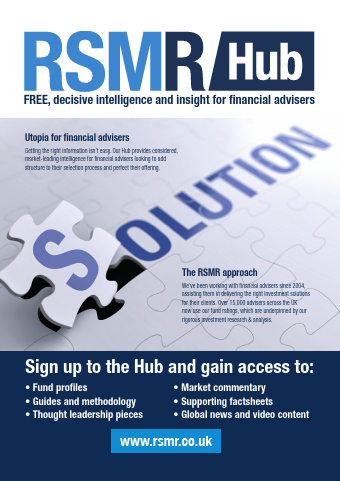 RSMR Hub
FREE, decisive intelligence and insight for financial advisers
SOLUTION
Utopia for financial advisers
Getting the right information isn't easy. Our Hub provides considered,
market-leading intelligence for financial advisers looking to add
structure to their selection process and perfect their offering.
The RSMR approach
We've been working with financial advisers since 2004,
assisting them in delivering the right investment solutions
for their clients. Over 15,000 advisers across the UK
now use our fund ratings, which are underpinned by our
rigorous investment research & analysis.
Sign up to the Hub and gain access to:
• Fund profiles
• Guides and methodology
• Thought leadership pieces
• Market commentary
• Supporting factsheets
• Global news and video content
www.rsmr.co.uk